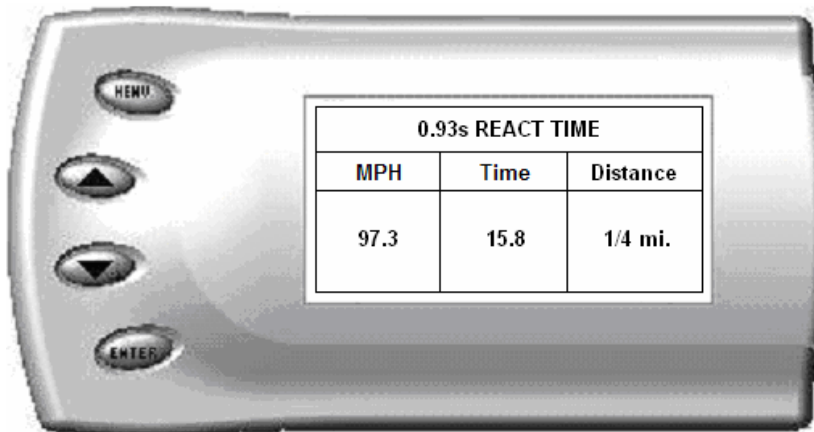 MENU
0.93s REACT TIME
MPH Time Distance
97.3 15.8 1/4 mi.
ENTER